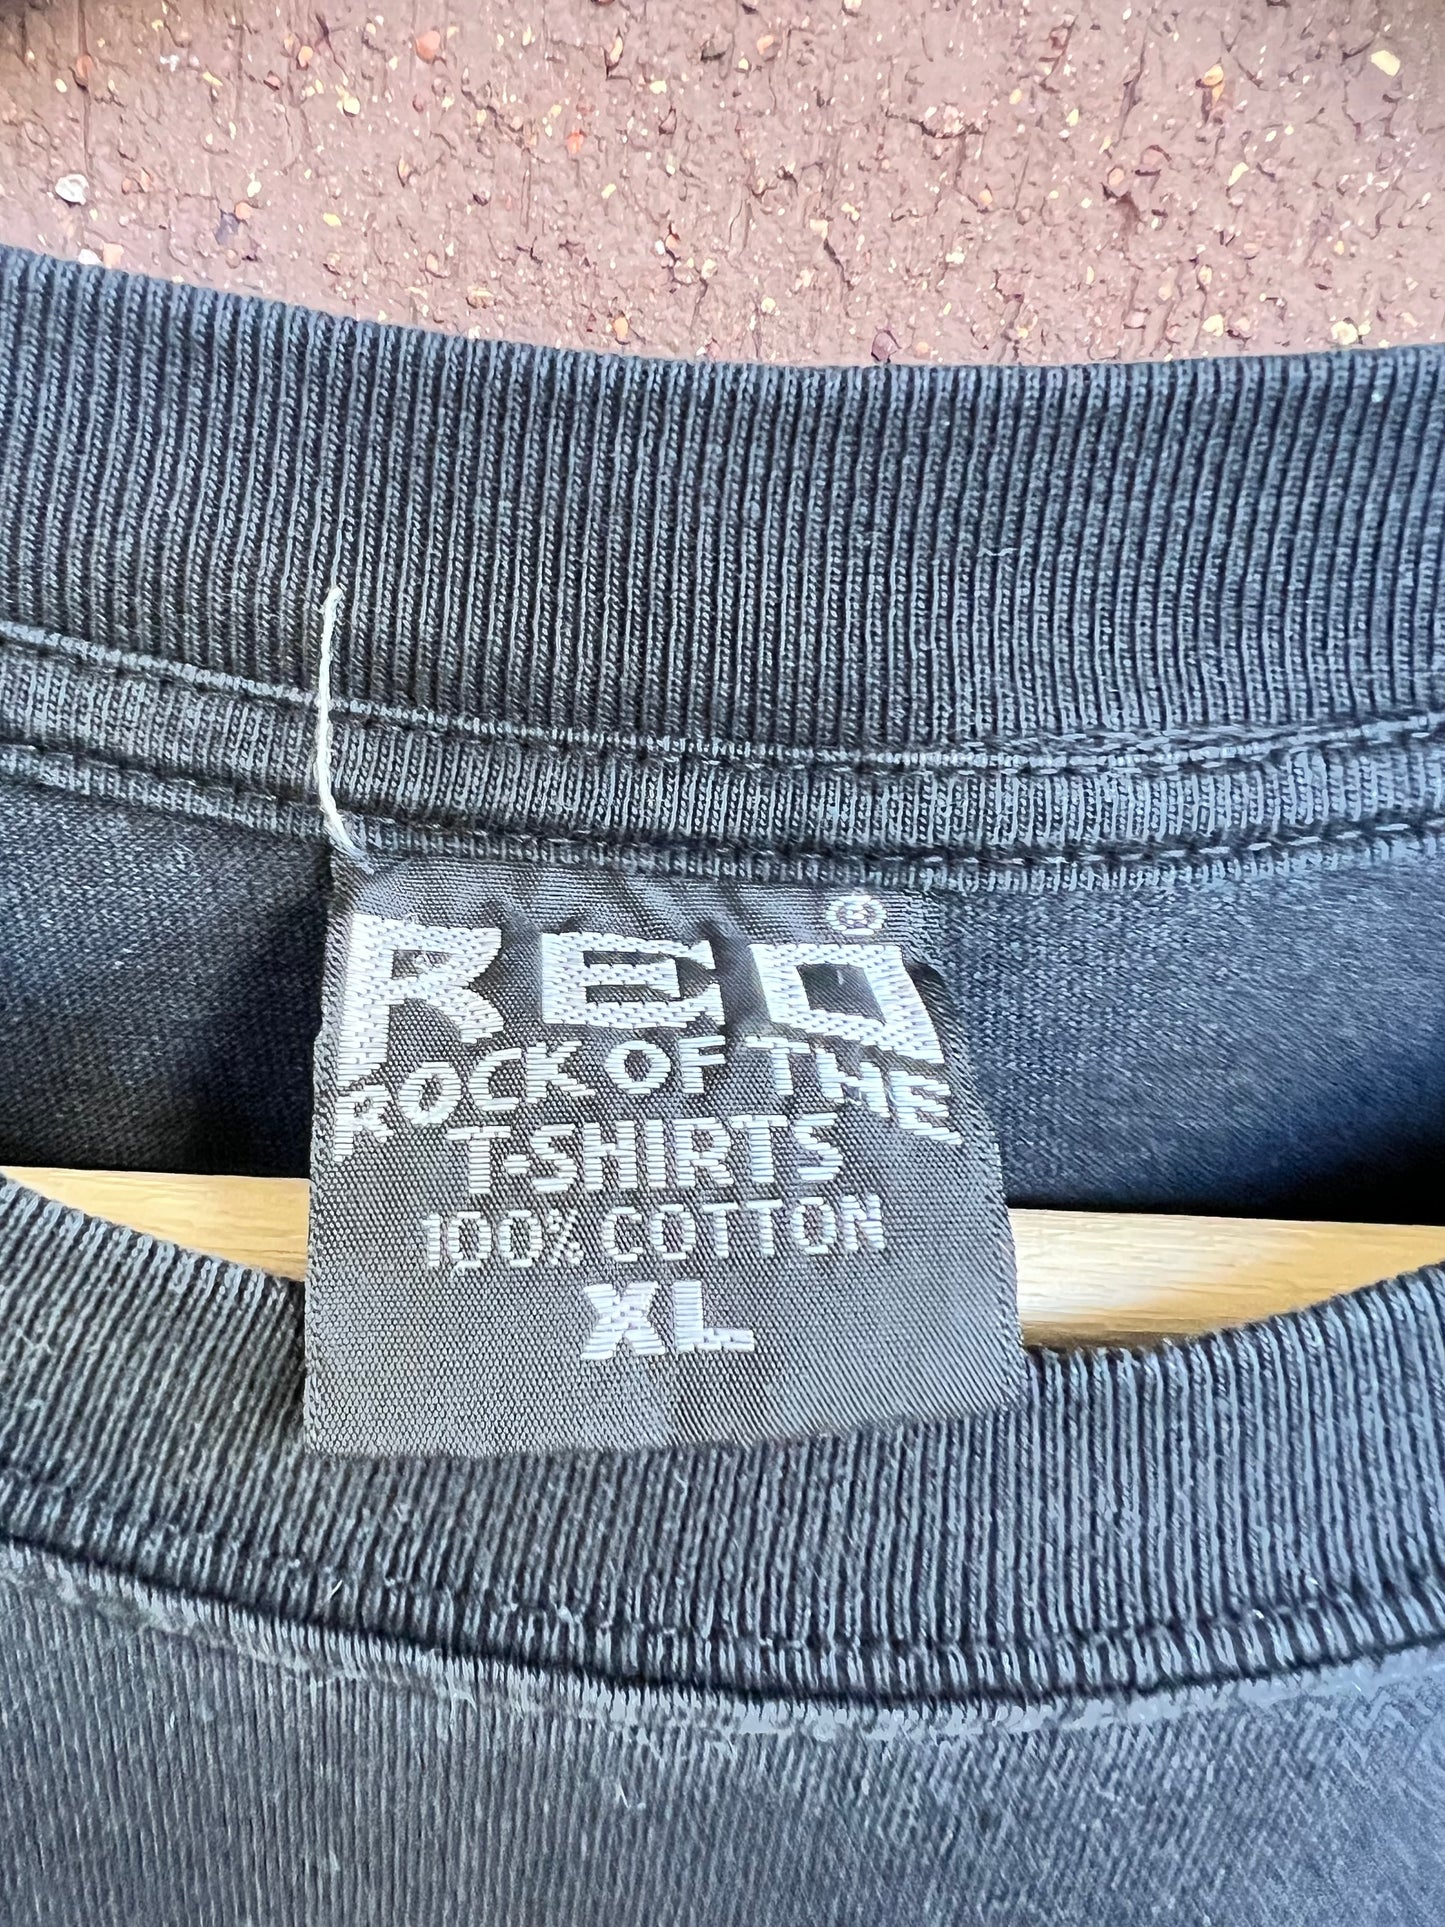 REO®
ROCK OF THE
T-SHIRTS
100% COTTON
XL